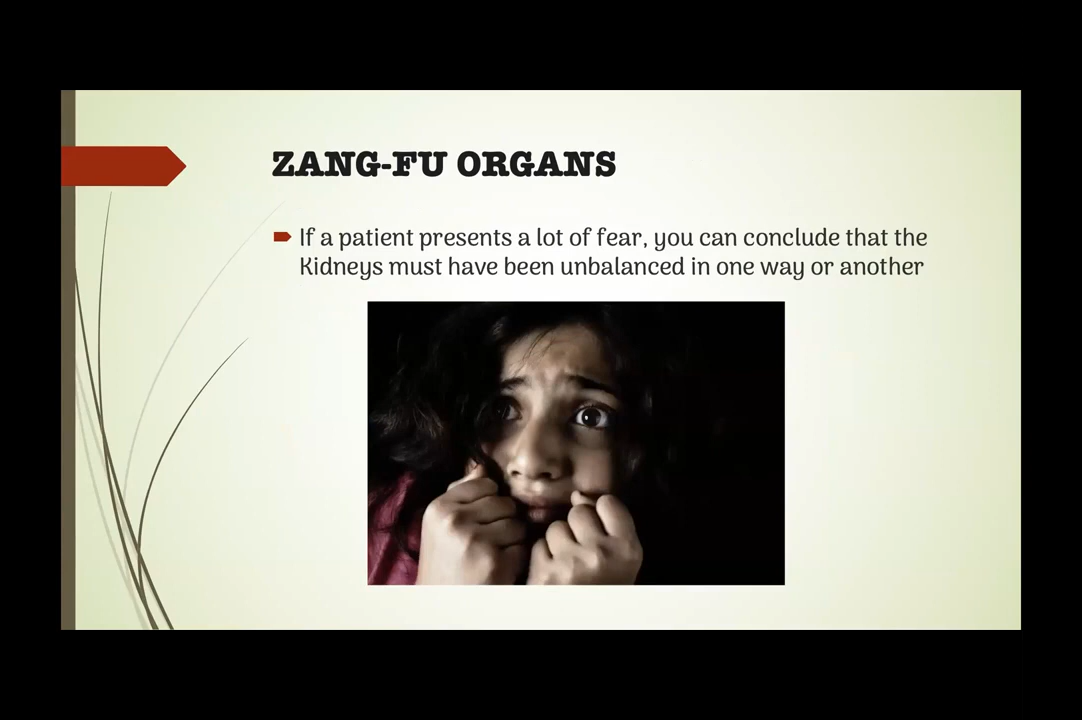 ZANG-FU ORGANS
If a patient presents a lot of fear, you can conclude that the
Kidneys must have been unbalanced in one way or another